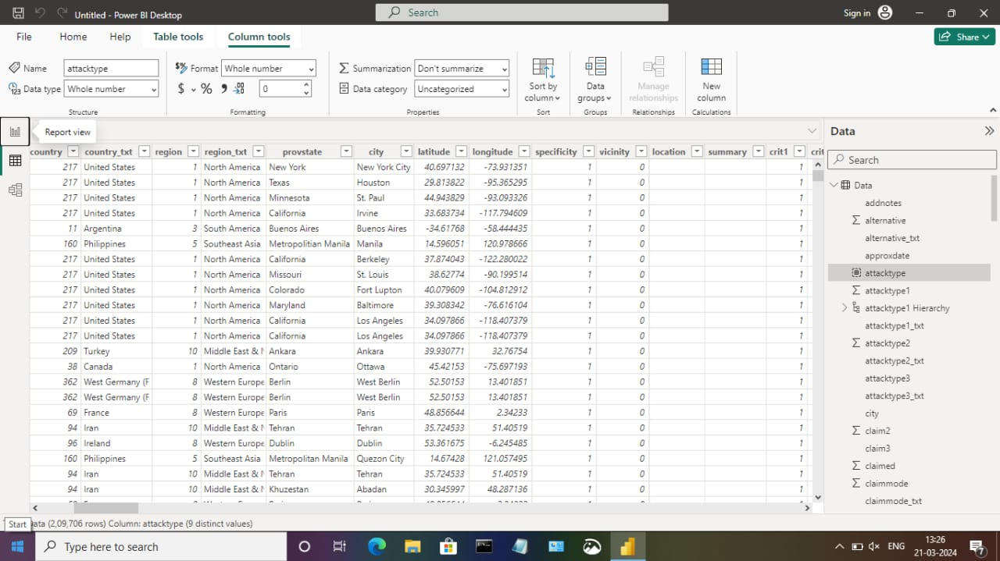 Untitled - Power BI Desktop
Search
Sign in
File
Home
Help
Table tools
Column tools
Share
Name
attacktype
Format
Whole number
Summarization
Don't summarize
Data type
Whole number
$
%
0
Data category
Uncategorized
Sort by column
Data groups
Manage relationships
New column
Structure
Formatting
Properties
Sort
Groups
Relationships
Calculations
Report view
Data
country country_txt region region_txt provstate city latitude longitude specificity vicinity location summary crit1 crit
217 United States 1 North America New York New York City 40.697132 -73.931351 1 0 1
217 United States 1 North America Texas Houston 29.813822 -95.365295 1 0 1
217 United States 1 North America Minnesota St. Paul 44.943829 -93.093326 1 0 1
217 United States 1 North America California Irvine 33.683734 -117.794609 1 0 1
11 Argentina 3 South America Buenos Aires Buenos Aires -34.61768 -58.444435 1 0 1
160 Philippines 5 Southeast Asia Metropolitian Manila Manila 14.596051 120.978666 1 0 1
217 United States 1 North America California Berkeley 37.874043 -122.280022 1 0 1
217 United States 1 North America Missouri St. Louis 38.62774 -90.199514 1 0 1
217 United States 1 North America Colorado Fort Lupton 40.079609 -104.812912 1 0 1
217 United States 1 North America Maryland Baltimore 39.308342 -76.616104 1 0 1
217 United States 1 North America California Los Angeles 34.097866 -118.407379 1 0 1
217 United States 1 North America California Los Angeles 34.097866 -118.407379 1 0 1
209 Turkey 10 Middle East & N Ankara Ankara 39.930771 32.76754 1 0 1
38 Canada 1 North America Ontario Ottawa 45.42153 -75.697193 1 0 1
362 West Germany (F 8 Western Europe Berlin West Berlin 52.50153 13.401851 1 0 1
362 West Germany (F 8 Western Europe Berlin West Berlin 52.50153 13.401851 1 0 1
69 France 8 Western Europe Paris Paris 48.856644 2.34233 1 0 1
94 Iran 10 Middle East & N Tehran Tehran 35.724533 51.40519 1 0 1
96 Ireland 8 Western Europe Dublin Dublin 53.361675 -6.245485 1 0 1
160 Philippines 5 Southeast Asia Metropolitan Manila Quezon City 14.67428 121.057495 1 0 1
94 Iran 10 Middle East & N Tehran Tehran 35.724533 51.40519 1 0 1
94 Iran 10 Middle East & N Khuzestan Abadan 30.345997 48.287136 1 0 1
Search
Data
addnotes
alternative
alternative_txt
approxdate
attacktype
attacktype1
attacktype1 Hierarchy
attacktype1_txt
attacktype2
attacktype2_txt
attacktype3
attacktype3_txt
city
claim2
claim3
claimed
claimmode
claimmode_txt
Start
Data (2,09,706 rows) Column: attacktype (9 distinct values)
Type here to search
ENG
13:26
21-03-2024
7